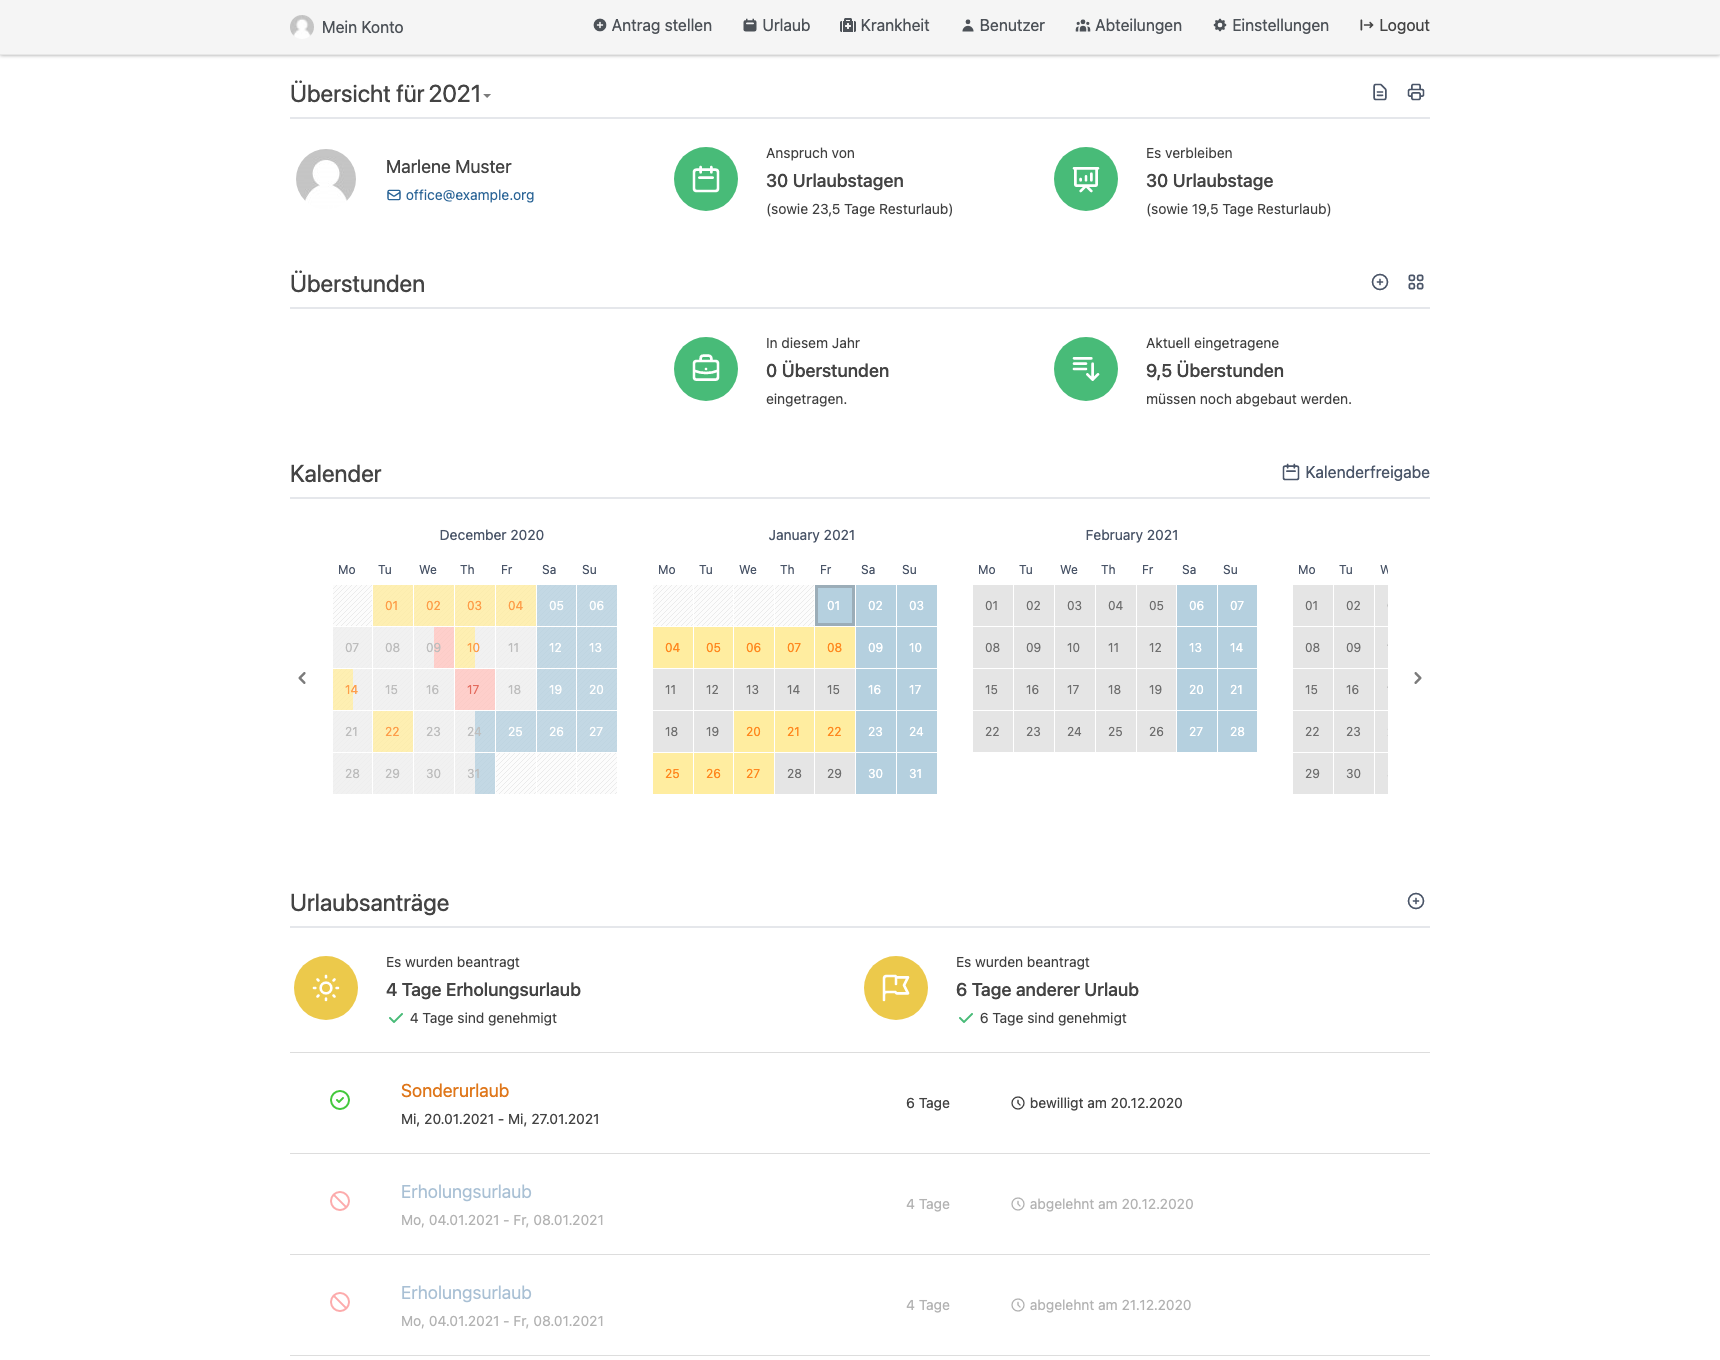 Mein Konto Antrag stellen Urlaub Krankheit Benutzer Abteilungen Einstellungen Logout
Übersicht für 2021
Marlene Muster
office@example.org
Anspruch von
30 Urlaubstagen
(sowie 23,5 Tage Resturlaub)
Es verbleiben
30 Urlaubstage
(sowie 19,5 Tage Resturlaub)
Überstunden
In diesem Jahr
0 Überstunden
eingetragen.
Aktuell eingetragene
9,5 Überstunden
müssen noch abgebaut werden.
Kalender
Kalenderfreigabe
December 2020
Mo Tu We Th Fr Sa Su
01 02 03 04 05 06
07 08 09 10 11 12 13
14 15 16 17 18 19 20
21 22 23 24 25 26 27
28 29 30 31
January 2021
Mo Tu We Th Fr Sa Su
01 02 03
04 05 06 07 08 09 10
11 12 13 14 15 16 17
18 19 20 21 22 23 24
25 26 27 28 29 30 31
February 2021
Mo Tu We Th Fr Sa Su
01 02 03 04 05 06 07
08 09 10 11 12 13 14
15 16 17 18 19 20 21
22 23 24 25 26 27 28
Mo Tu
01 02
08 09
15 16
22 23
29 30
Urlaubsanträge
Es wurden beantragt
4 Tage Erholungsurlaub
4 Tage sind genehmigt
Es wurden beantragt
6 Tage anderer Urlaub
6 Tage sind genehmigt
Sonderurlaub
Mi, 20.01.2021 - Mi, 27.01.2021
6 Tage
bewilligt am 20.12.2020
Erholungsurlaub
Mo, 04.01.2021 - Fr, 08.01.2021
4 Tage
abgelehnt am 20.12.2020
Erholungsurlaub
Mo, 04.01.2021 - Fr, 08.01.2021
4 Tage
abgelehnt am 21.12.2020